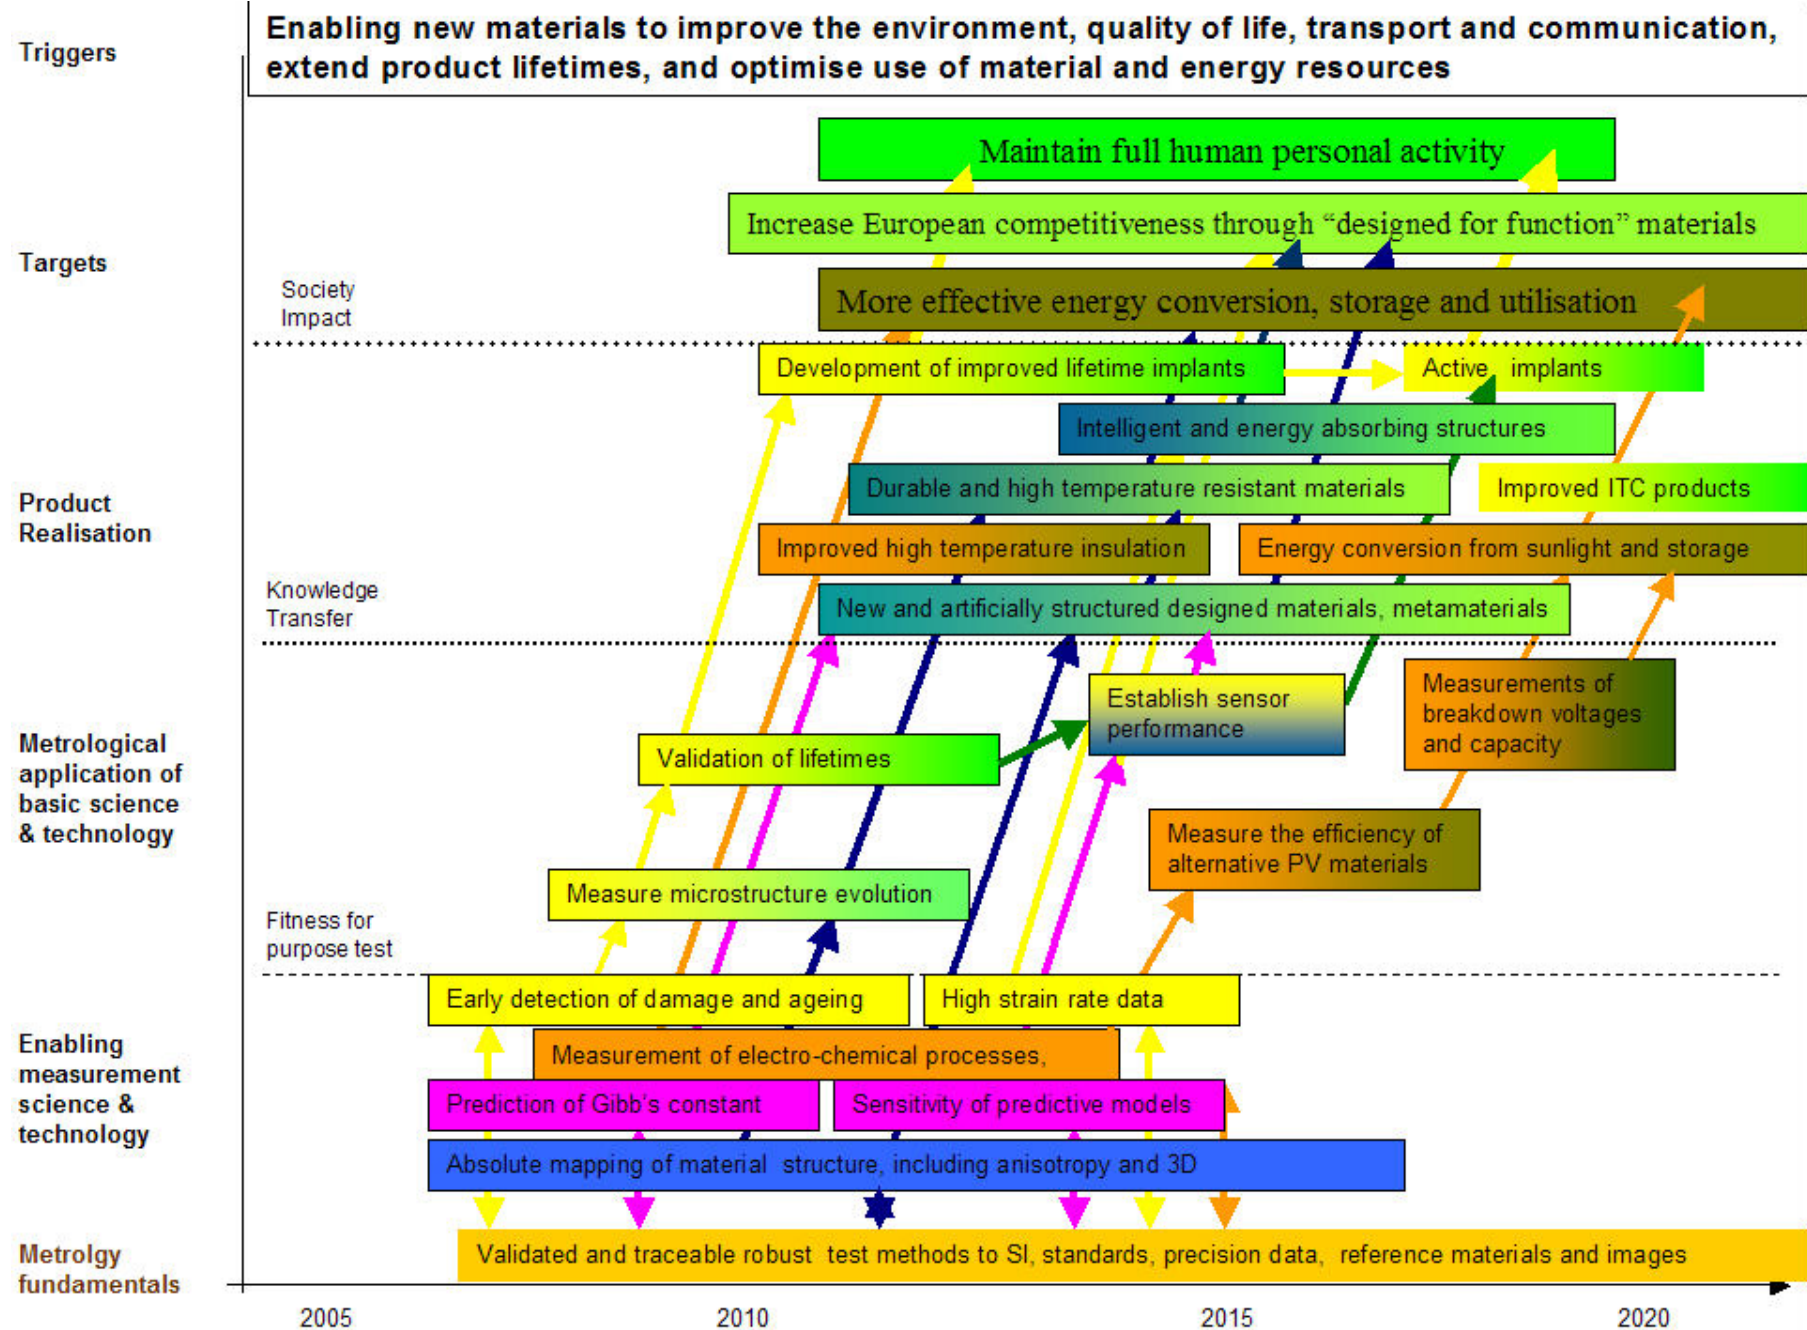 Triggers
Enabling new materials to improve the environment, quality of life, transport and communication,
extend product lifetimes, and optimise use of material and energy resources
Maintain full human personal activity
Increase European competitiveness through “designed for function” materials
Targets
Society
Impact
More effective energy conversion, storage and utilisation
Development of improved lifetime implants
Active implants
Intelligent and energy absorbing structures
Product
Realisation
Durable and high temperature resistant materials
Improved ITC products
Improved high temperature insulation
Energy conversion from sunlight and storage
Knowledge
Transfer
New and artificially structured designed materials, metamaterials
Metrological
application of
basic science
& technology
Establish sensor
performance
Measurements of
breakdown voltages
and capacity
Validation of lifetimes
Measure the efficiency of
alternative PV materials
Measure microstructure evolution
Fitness for
purpose test
Early detection of damage and ageing
High strain rate data
Enabling
measurement
science &
technology
Measurement of electro-chemical processes,
Prediction of Gibb's constant
Sensitivity of predictive models
Absolute mapping of material structure, including anisotropy and 3D
Metrolgy
fundamentals
Validated and traceable robust test methods to SI, standards, precision data, reference materials and images
2005
2010
2015
2020